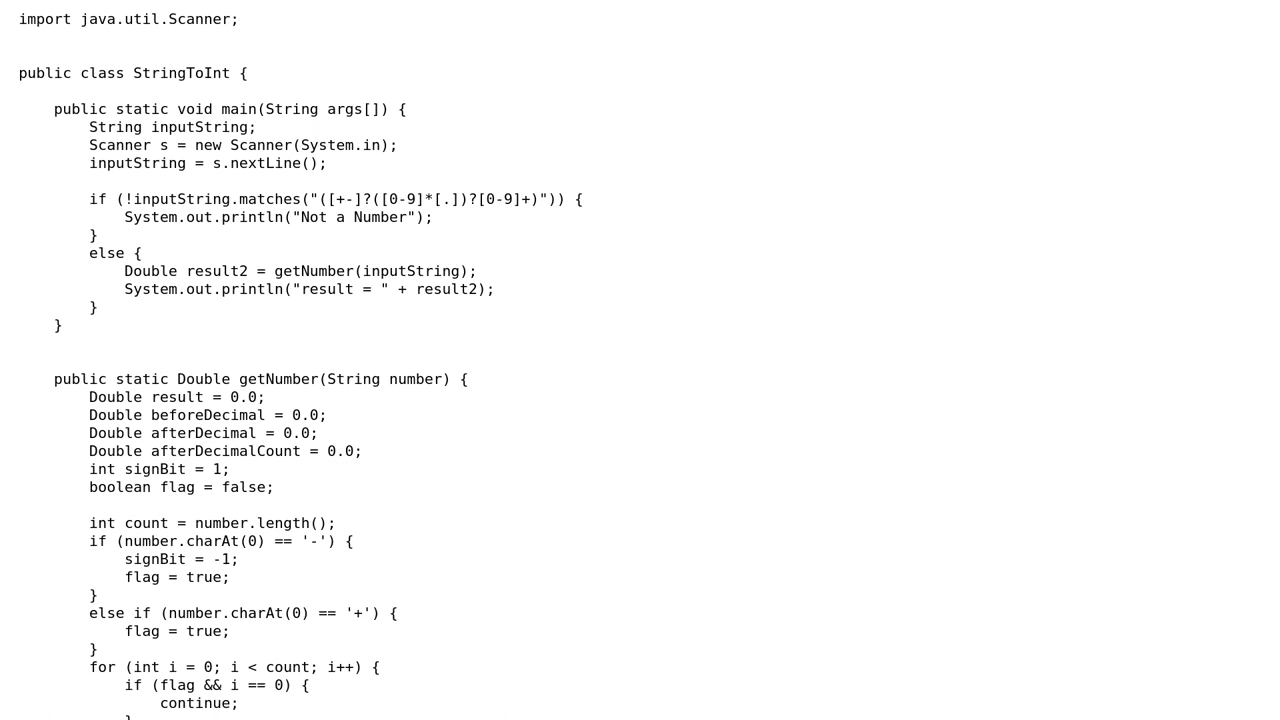 import java.util.Scanner;
public class StringToInt {
    public static void main(String args[]) {
        String inputString;
        Scanner s = new Scanner(System.in);
        inputString = s.nextLine();
        if (!inputString.matches("([+-]?([0-9]*[.])?[0-9]+)")) {
            System.out.println("Not a Number");
        }
        else {
            Double result2 = getNumber(inputString);
            System.out.println("result = " + result2);
        }
    }
    public static Double getNumber(String number) {
        Double result = 0.0;
        Double beforeDecimal = 0.0;
        Double afterDecimal = 0.0;
        Double afterDecimalCount = 0.0;
        int signBit = 1;
        boolean flag = false;
        int count = number.length();
        if (number.charAt(0) == '-') {
            signBit = -1;
            flag = true;
        }
        else if (number.charAt(0) == '+') {
            flag = true;
        }
        for (int i = 0; i < count; i++) {
            if (flag && i == 0) {
                continue;
            }